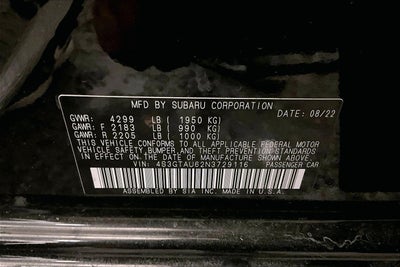 MFD BY SUBARU CORPORATION DATE: 08/22
GVWR: 4299 LB (1950 KG)
GAWR: F 2183 LB ( 990 KG)
GAWR: R 2205 LB (1000 KG)
THIS VEHICLE CONFORMS TO ALL APPLICABLE FEDERAL MOTOR
VEHICLE SAFETY, BUMPER, AND THEFT PREVENTION STANDARDS
IN EFFECT ON THE DATE OF MANUFACTURE SHOWN ABOVE.
VIN: 4S3GTAU62N3729116 PASSENGER CAR
ASSEMBLED BY SIA INC. MADE IN U.S.A.